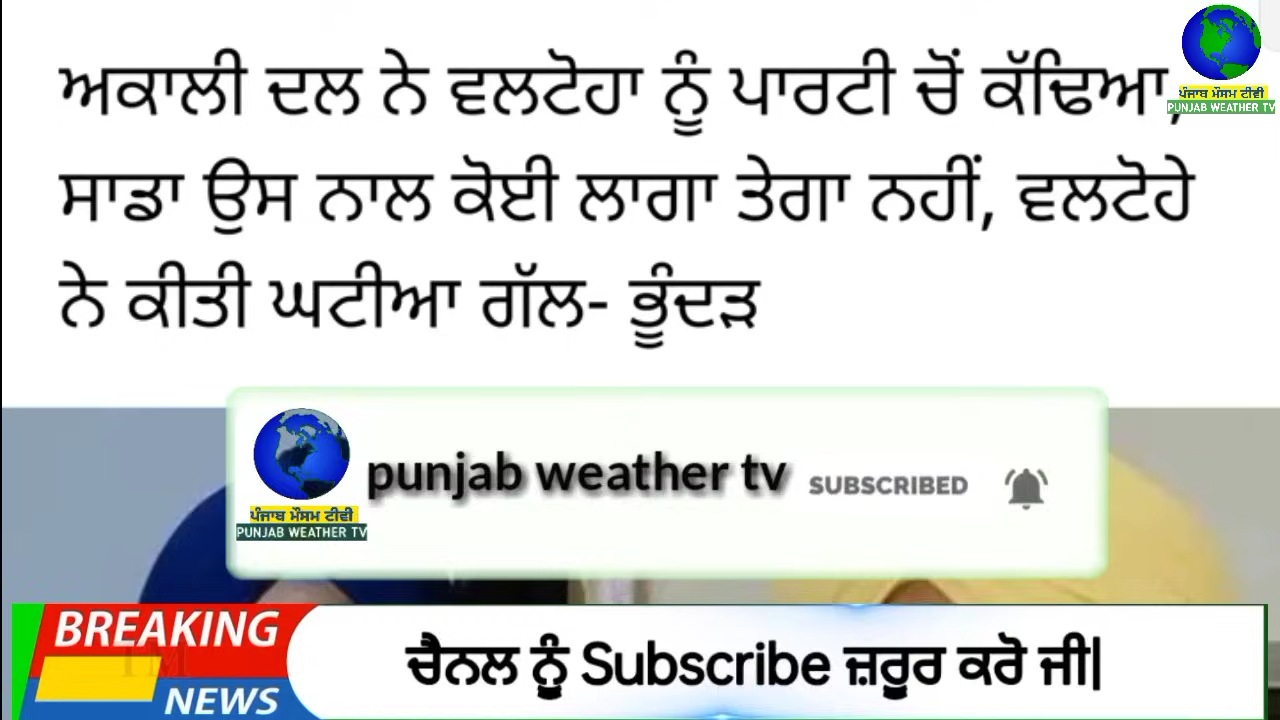 ਅਕਾਲੀ ਦਲ ਨੇ ਵਲਟੋਹਾ ਨੂੰ ਪਾਰਟੀ ਚੋਂ ਕੱਢਿਆ,
ਸਾਡਾ ਉਸ ਨਾਲ ਕੋਈ ਲਾਗਾ ਤੇਗਾ ਨਹੀਂ, ਵਲਟੋਹੇ
ਨੇ ਕੀਤੀ ਘਟੀਆ ਗੱਲ- ਭੂੰਦੜ
ਪੰਜਾਬ ਮੌਸਮ ਟੀਵੀ
PUNJAB WEATHER TV
punjab weather tv SUBSCRIBED
ਪੰਜਾਬ ਮੌਸਮ ਟੀਵੀ
PUNJAB WEATHER TV
BREAKING
NEWS
ਚੈਨਲ ਨੂੰ Subscribe ਜ਼ਰੂਰ ਕਰੋ ਜੀ|